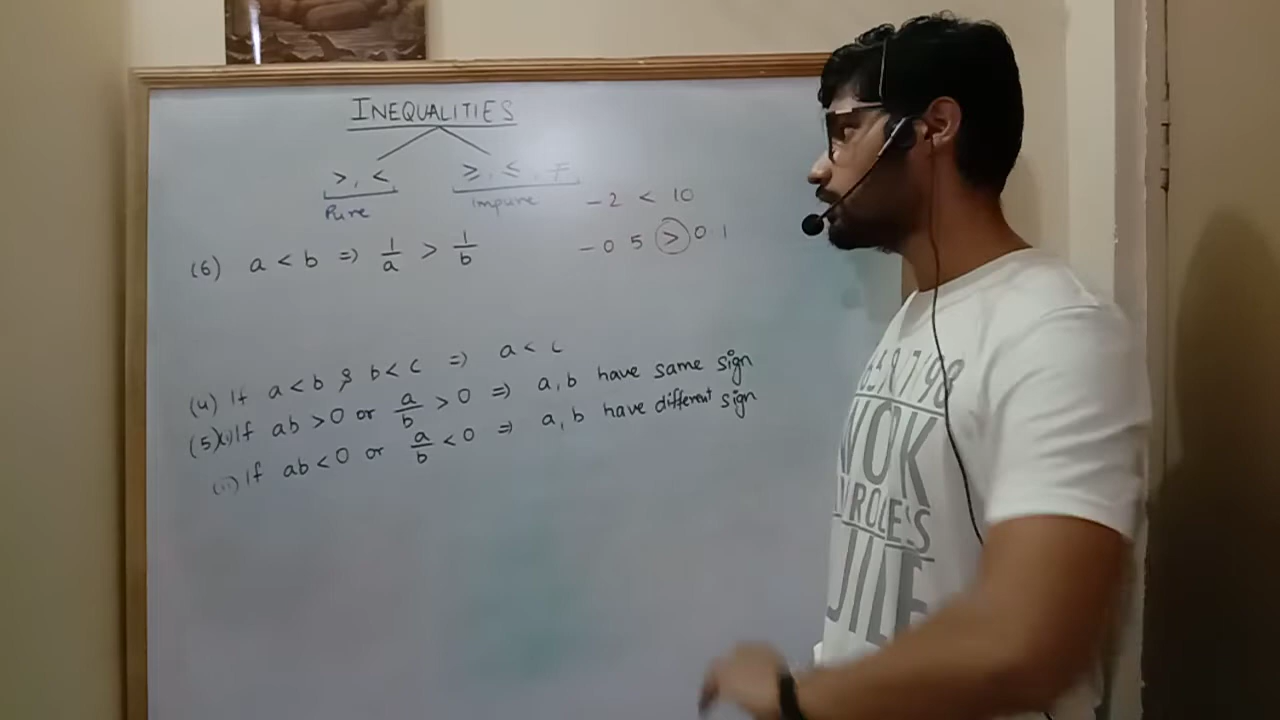 INEQUALITIES
>, < ≥, ≤, ≠
Pure Impure
-2 < 10
(6) a < b ⇒ 1/a > 1/b
-0 5 > 0 1
(4) If a < b & b < c ⇒ a < c
(5)(i) If ab > 0 or a/b > 0 ⇒ a, b have same sign
(ii) If ab < 0 or a/b < 0 ⇒ a, b have different sign